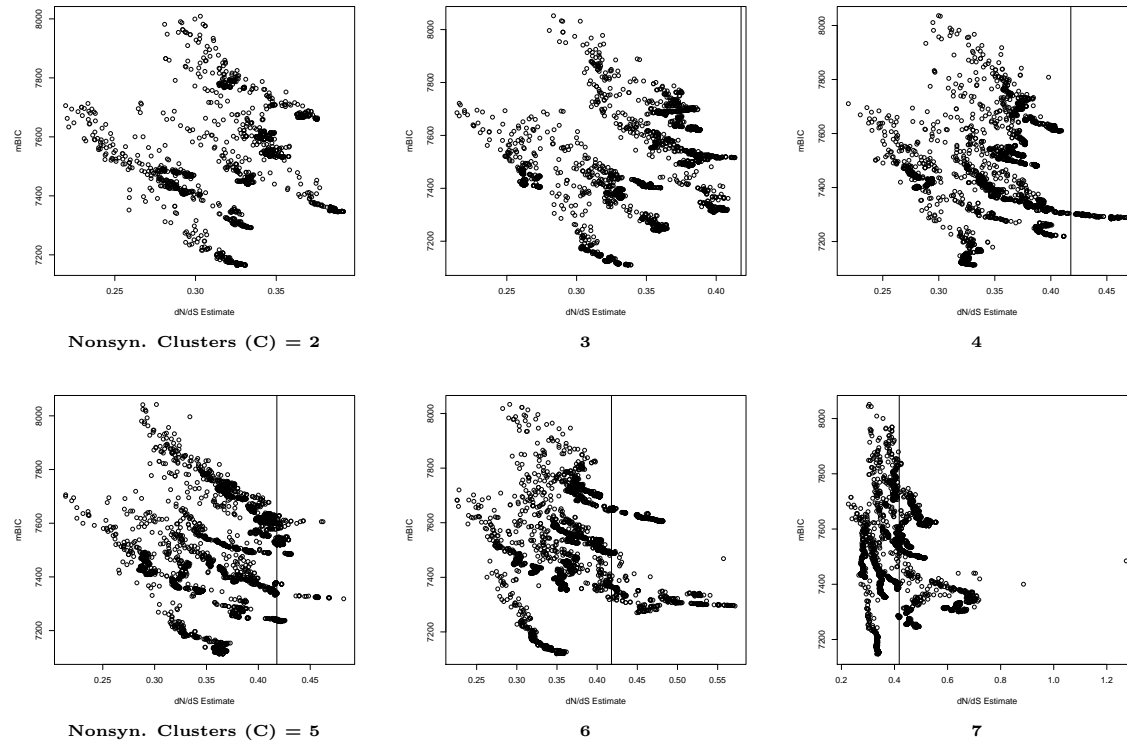 8000
7800
7600
7400
7200
mBIC
0.25 0.30 0.35
dN/dS Estimate
Nonsyn. Clusters (C) = 2
8000
7800
7600
7400
7200
mBIC
0.20 0.25 0.30 0.35 0.40
dN/dS Estimate
3
8000
7800
7600
7400
7200
mBIC
0.25 0.30 0.35 0.40 0.45
dN/dS Estimate
4
8000
7800
7600
7400
7200
mBIC
0.25 0.30 0.35 0.40 0.45
dN/dS Estimate
Nonsyn. Clusters (C) = 5
8000
7800
7600
7400
7200
mBIC
0.25 0.30 0.35 0.40 0.45 0.50 0.55
dN/dS Estimate
6
8000
7800
7600
7400
7200
mBIC
0.2 0.4 0.6 0.8 1.0 1.2
dN/dS Estimate
7